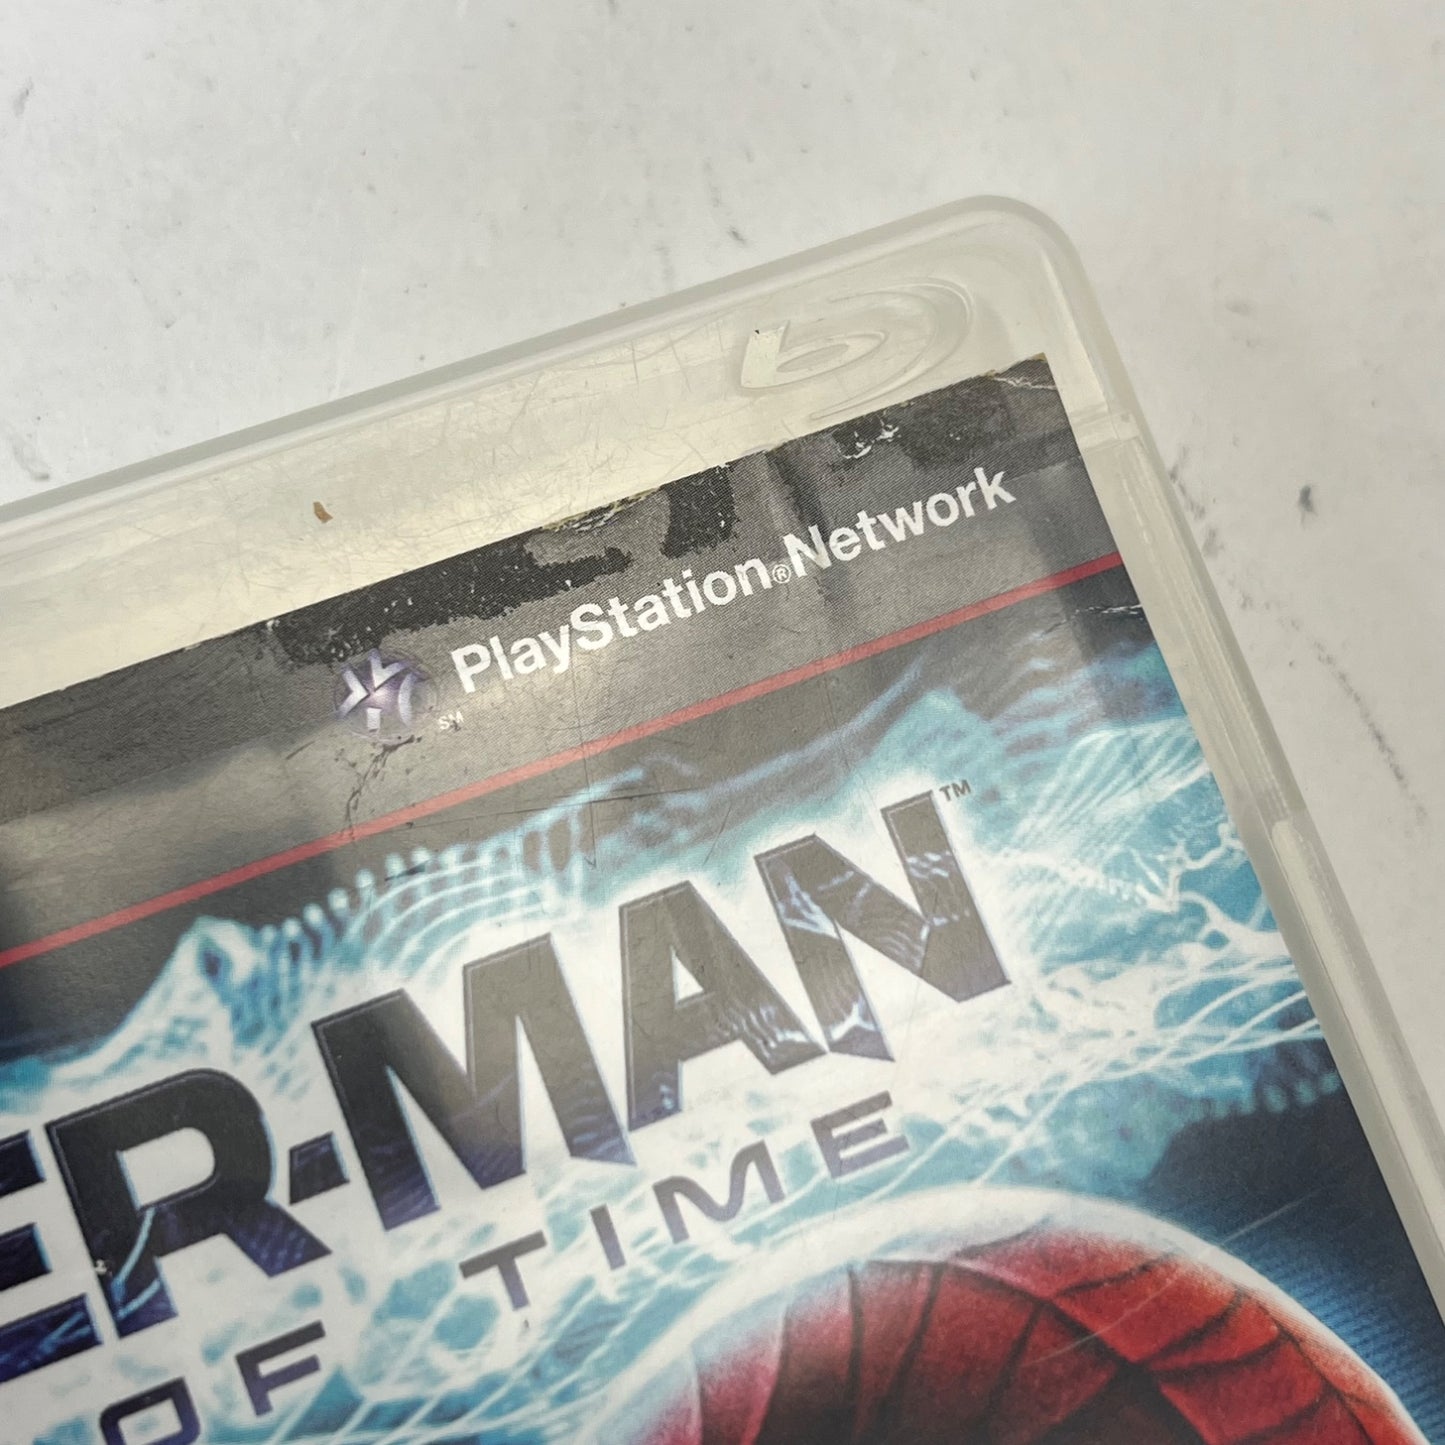 PlayStation®Network
SM
ER-MAN™
OF TIME